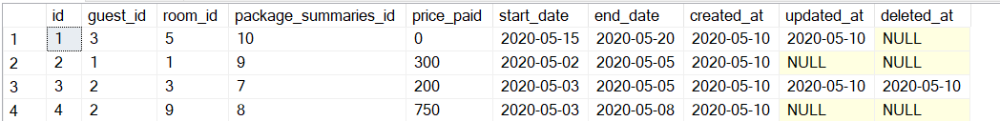 id guest_id room_id package_summaries_id price_paid start_date end_date created_at updated_at deleted_at
1 1 3 5 10 0 2020-05-15 2020-05-20 2020-05-10 2020-05-10 NULL
2 2 1 1 9 300 2020-05-02 2020-05-05 2020-05-10 NULL NULL
3 3 2 3 7 200 2020-05-03 2020-05-05 2020-05-10 2020-05-10 2020-05-10
4 4 2 9 8 750 2020-05-03 2020-05-08 2020-05-10 NULL NULL